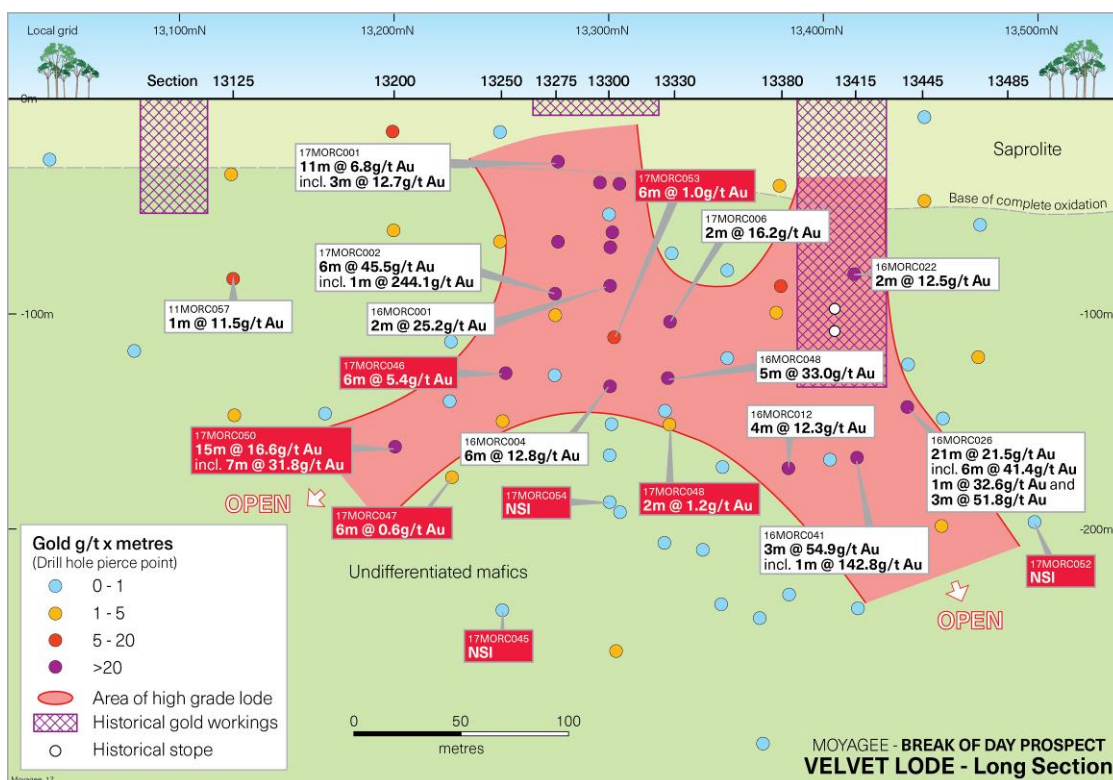 Local grid
13,100mN
13,200mN
13,300mN
13,400mN
13,500mN
Section
13125
13200
13250
13275
13300
13330
13380
13415
13445
13485
0m
Saprolite
Base of complete oxidation
17MORC001
11m @ 6.8g/t Au
incl. 3m @ 12.7g/t Au
17MORC053
6m @ 1.0g/t Au
17MORC006
2m @ 16.2g/t Au
17MORC002
6m @ 45.5g/t Au
incl. 1m @ 244.1g/t Au
16MORC022
2m @ 12.5g/t Au
11MORC057
1m @ 11.5g/t Au
16MORC001
2m @ 25.2g/t Au
-100m
-100m
17MORC046
6m @ 5.4g/t Au
16MORC048
5m @ 33.0g/t Au
17MORC050
15m @ 16.6g/t Au
incl. 7m @ 31.8g/t Au
16MORC004
6m @ 12.8g/t Au
16MORC012
4m @ 12.3g/t Au
16MORC026
21m @ 21.5g/t Au
incl. 6m @ 41.4g/t Au
1m @ 32.6g/t Au and
3m @ 51.8g/t Au
OPEN
17MORC047
6m @ 0.6g/t Au
17MORC054
NSI
17MORC048
2m @ 1.2g/t Au
16MORC041
3m @ 54.9g/t Au
incl. 1m @ 142.8g/t Au
-200m
17MORC052
NSI
OPEN
Undifferentiated mafics
17MORC045
NSI
Gold g/t x metres
(Drill hole pierce point)
0 - 1
1 - 5
5 - 20
>20
Area of high grade lode
Historical gold workings
Historical stope
0
50
100
metres
MOYAGEE - BREAK OF DAY PROSPECT
VELVET LODE - Long Section